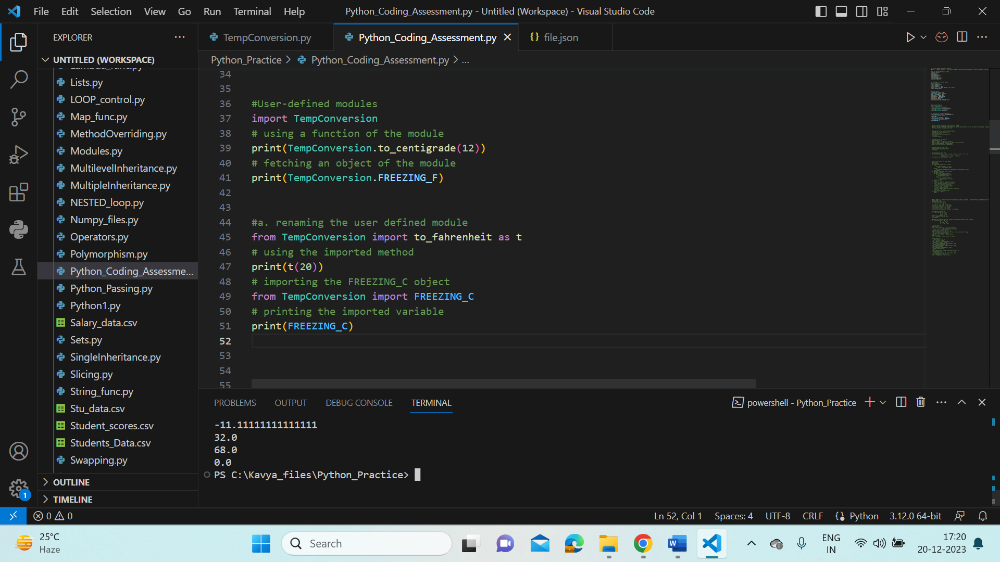 File Edit Selection View Go Run Terminal Help
Python_Coding_Assessment.py - Untitled (Workspace) - Visual Studio Code
EXPLORER
TempConversion.py
Python_Coding_Assessment.py
{} file.json
UNTITLED (WORKSPACE)
Python_Practice > Python_Coding_Assessment.py > ...
Lambda_func.py
Lists.py
LOOP_control.py
Map_func.py
MethodOverriding.py
Modules.py
MultilevelInheritance.py
MultipleInheritance.py
NESTED_loop.py
Numpy_files.py
Operators.py
Polymorphism.py
Python_Coding_Assessme...
Python_Passing.py
Python1.py
Salary_data.csv
Sets.py
SingleInheritance.py
Slicing.py
String_func.py
Stu_data.csv
Student_scores.csv
Students_Data.csv
Swapping.py
OUTLINE
TIMELINE
34
35
36 #User-defined modules
37 import TempConversion
38 # using a function of the module
39 print(TempConversion.to_centigrade(12))
40 # fetching an object of the module
41 print(TempConversion.FREEZING_F)
42
43
44 #a. renaming the user defined module
45 from TempConversion import to_fahrenheit as t
46 # using the imported method
47 print(t(20))
48 # importing the FREEZING_C object
49 from TempConversion import FREEZING_C
50 # printing the imported variable
51 print(FREEZING_C)
52
53
54
55
PROBLEMS OUTPUT DEBUG CONSOLE TERMINAL
powershell - Python_Practice
-11.11111111111111
32.0
68.0
0.0
PS C:\Kavya_files\Python_Practice>
1
0 0
Ln 52, Col 1 Spaces: 4 UTF-8 CRLF Python 3.12.0 64-bit
25°C
Haze
Search
ENG
IN
17:20
20-12-2023